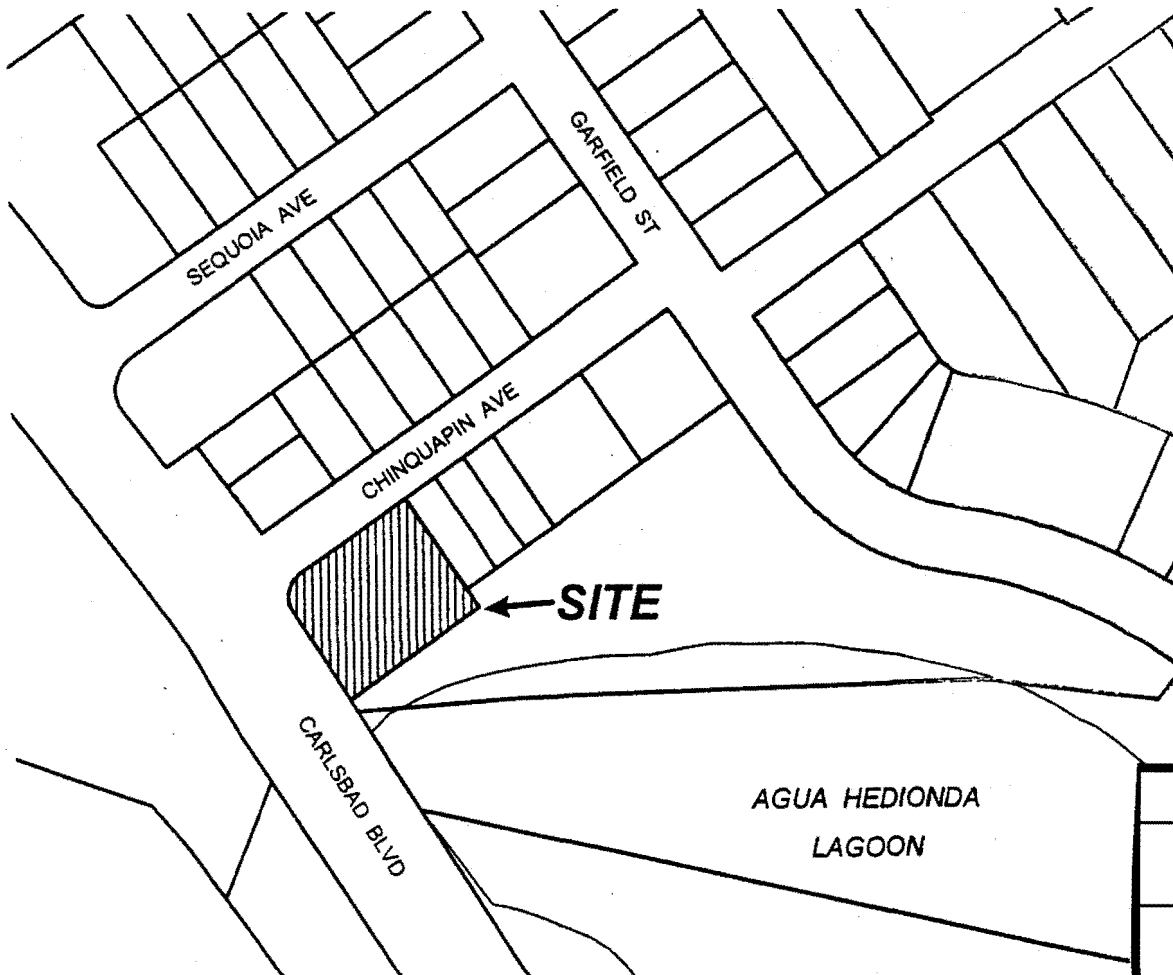 GARFIELD ST
SEQUOIA AVE
CHINQUAPIN AVE
SITE
CARLSBAD BLVD
AGUA HEDIONDA
LAGOON